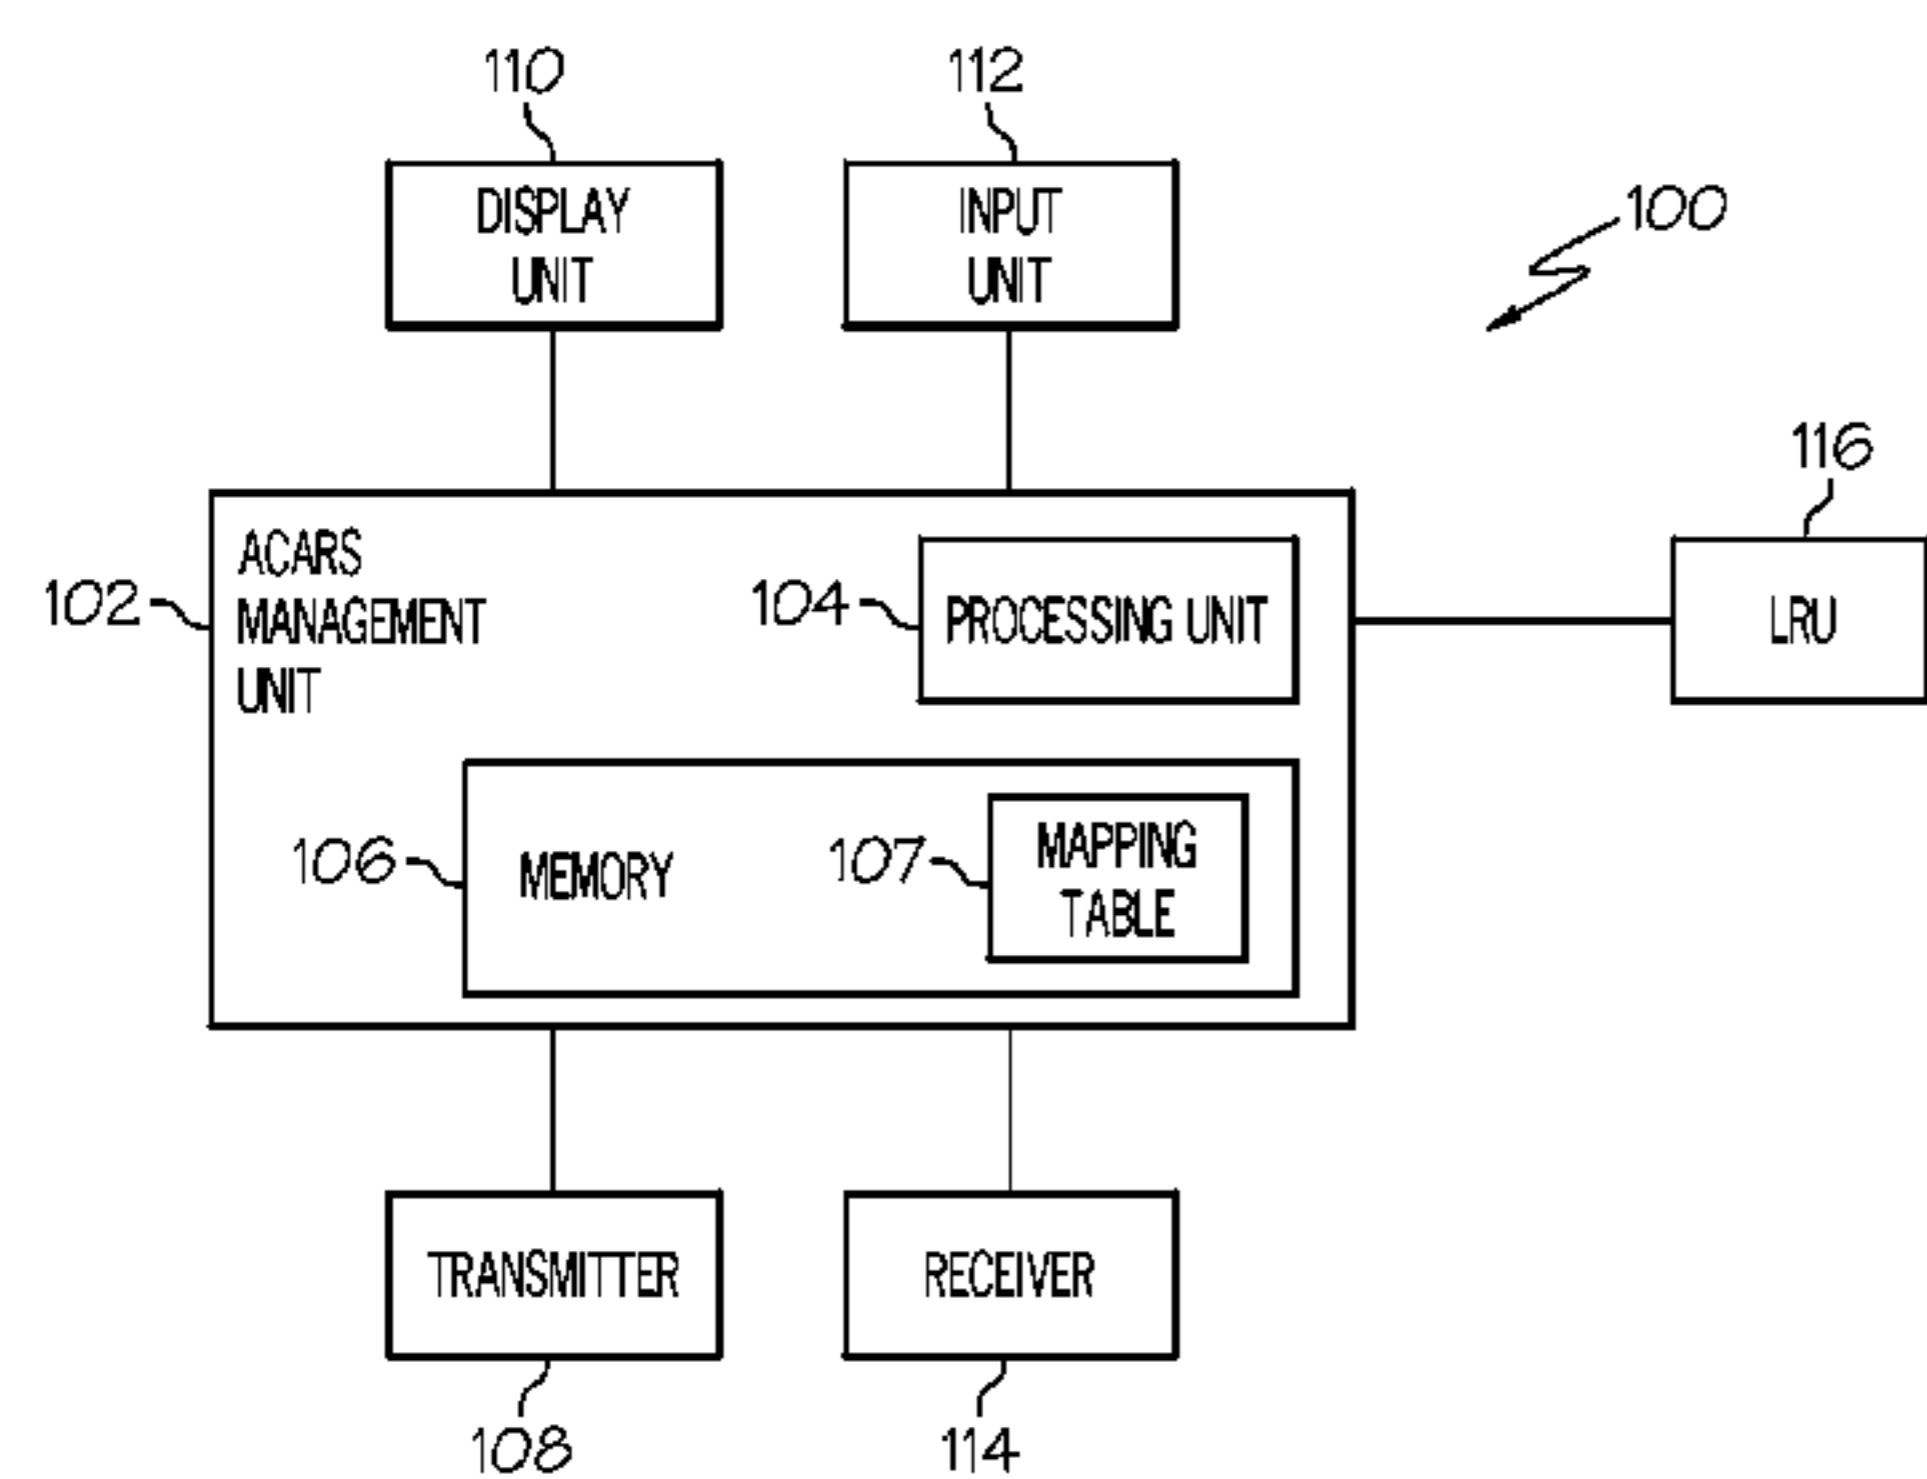 110
112
DISPLAY
UNIT
INPUT
UNIT
100
116
ACARS
MANAGEMENT
UNIT
102
104
PROCESSING UNIT
LRU
106
MEMORY
107
MAPPING
TABLE
TRANSMITTER
RECEIVER
108
114